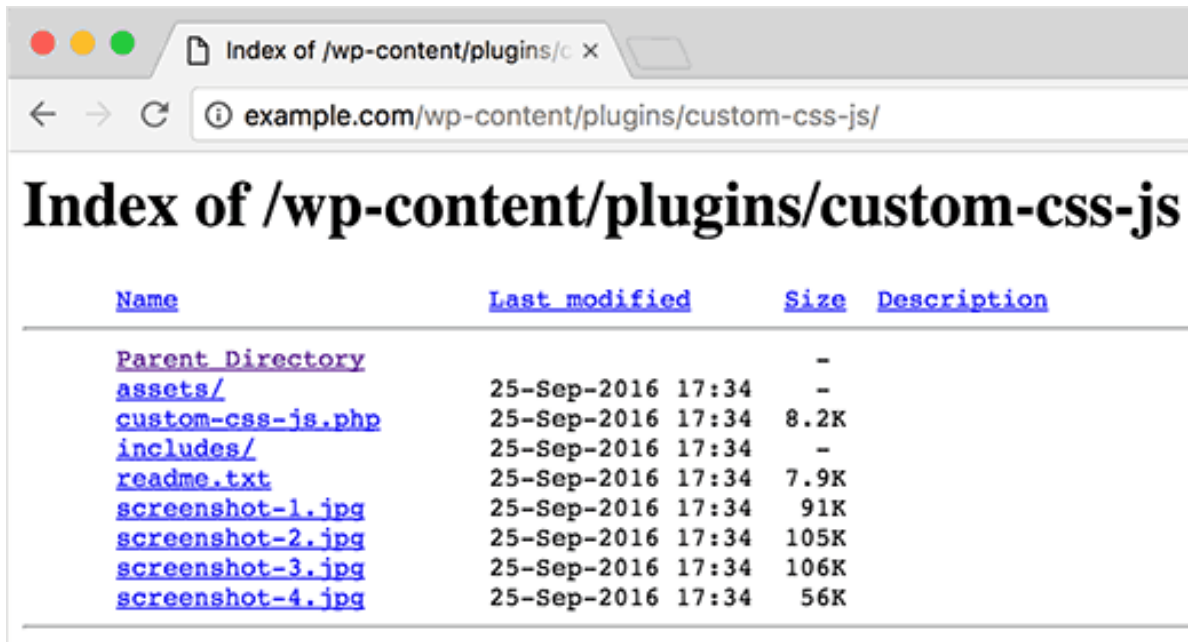 Index of /wp-content/plugins/c
example.com/wp-content/plugins/custom-css-js/
Index of /wp-content/plugins/custom-css-js
Name Last modified Size Description
Parent Directory -
assets/ 25-Sep-2016 17:34 -
custom-css-js.php 25-Sep-2016 17:34 8.2K
includes/ 25-Sep-2016 17:34 -
readme.txt 25-Sep-2016 17:34 7.9K
screenshot-1.jpg 25-Sep-2016 17:34 91K
screenshot-2.jpg 25-Sep-2016 17:34 105K
screenshot-3.jpg 25-Sep-2016 17:34 106K
screenshot-4.jpg 25-Sep-2016 17:34 56K